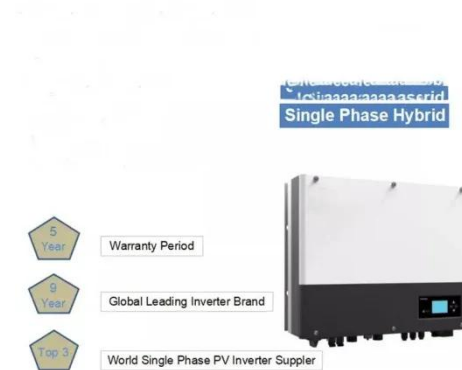 Single Phase Hybrid
5
Year
Warranty Period
9
Year
Global Leading Inverter Brand
Top 3
World Single Phase PV Inverter Suppler